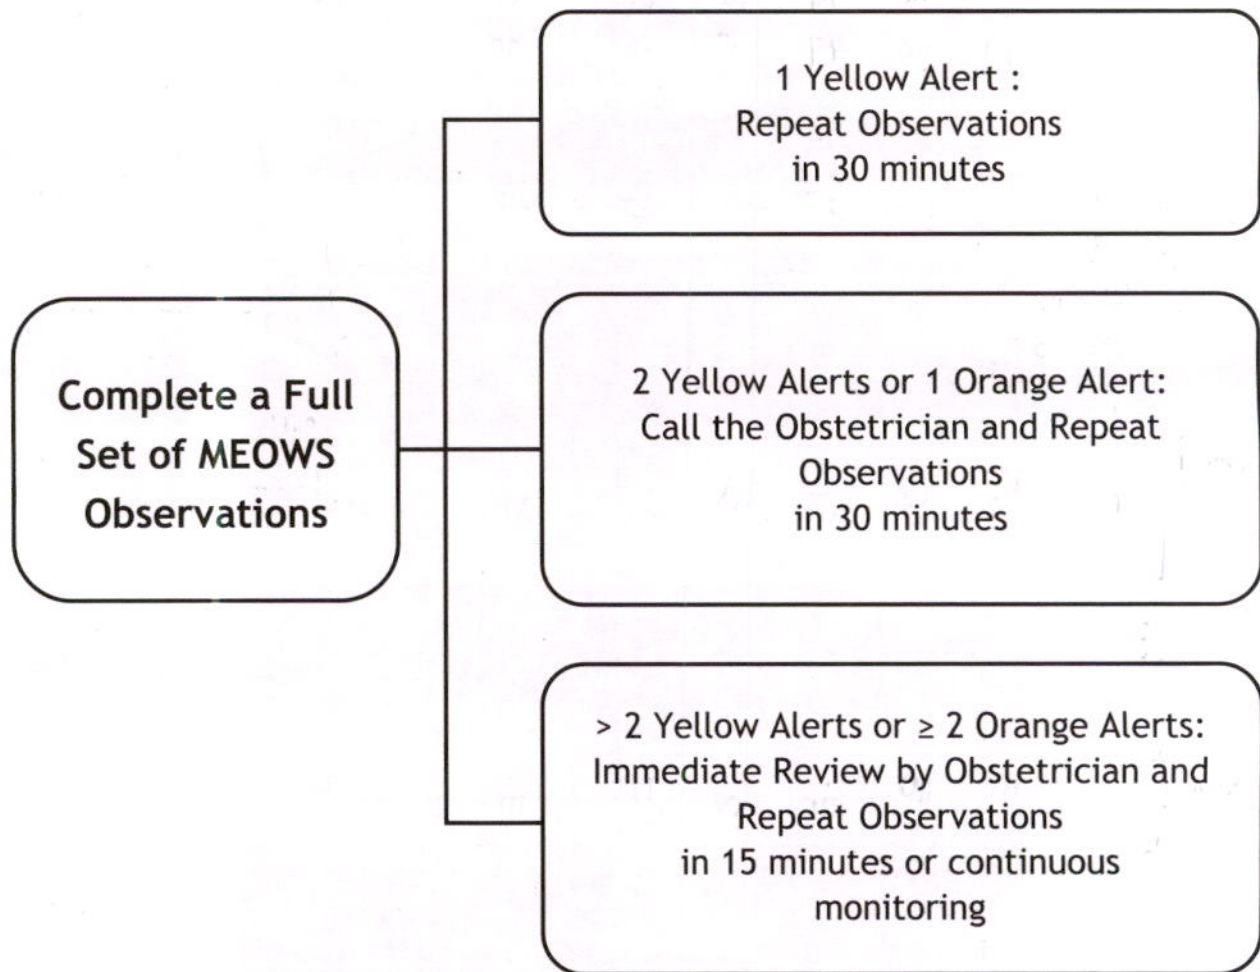 1 Yellow Alert :
Repeat Observations
in 30 minutes
Complete a Full
Set of MEOWS
Observations
2 Yellow Alerts or 1 Orange Alert:
Call the Obstetrician and Repeat
Observations
in 30 minutes
> 2 Yellow Alerts or ≥ 2 Orange Alerts:
Immediate Review by Obstetrician and
Repeat Observations
in 15 minutes or continuous
monitoring